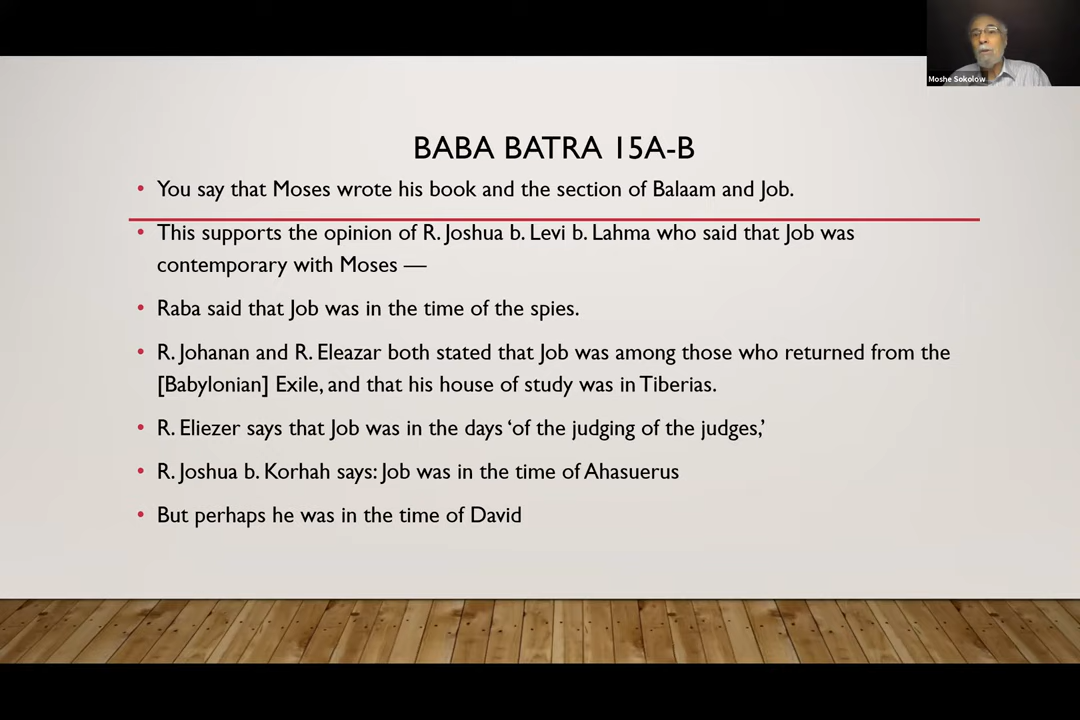 Moshe Sokolow
BABA BATRA 15A-B
• You say that Moses wrote his book and the section of Balaam and Job.
• This supports the opinion of R. Joshua b. Levi b. Lahma who said that Job was
contemporary with Moses —
• Raba said that Job was in the time of the spies.
• R. Johanan and R. Eleazar both stated that Job was among those who returned from the
[Babylonian] Exile, and that his house of study was in Tiberias.
• R. Eliezer says that Job was in the days ‘of the judging of the judges,’
• R. Joshua b. Korhah says: Job was in the time of Ahasuerus
• But perhaps he was in the time of David